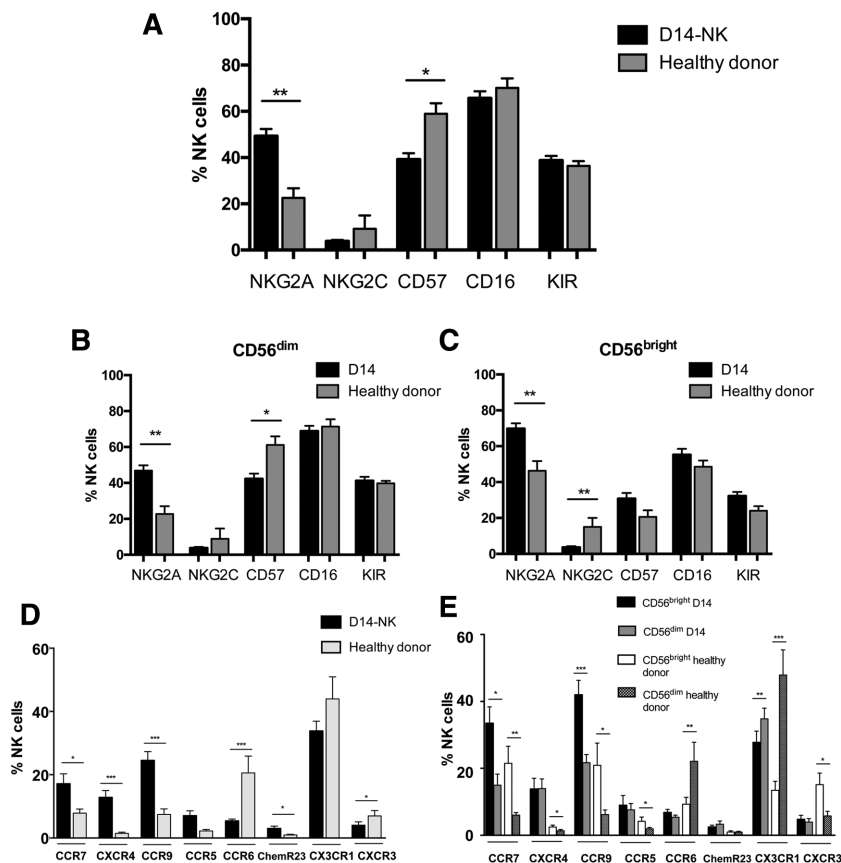 A
D14-NK
Healthy donor
% NK cells
100
80
60
40
20
0
**
*
NKG2A NKG2C CD57 CD16 KIR
B
CD56dim
D14
Healthy donor
% NK cells
100
80
60
40
20
0
**
*
NKG2A NKG2C CD57 CD16 KIR
C
CD56bright
D14
Healthy donor
% NK cells
100
80
60
40
20
0
**
**
NKG2A NKG2C CD57 CD16 KIR
D
D14-NK
Healthy donor
% NK cells
60
40
20
0
* *** *** *** * *
CCR7 CXCR4 CCR9 CCR5 CCR6 ChemR23 CX3CR1 CXCR3
E
CD56bright D14
CD56dim D14
CD56bright healthy
donor
CD56dim healthy
donor
% NK cells
60
40
20
0
* ** * *** * * ** ** *** *
CCR7 CXCR4 CCR9 CCR5 CCR6 ChemR23 CX3CR1 CXCR3